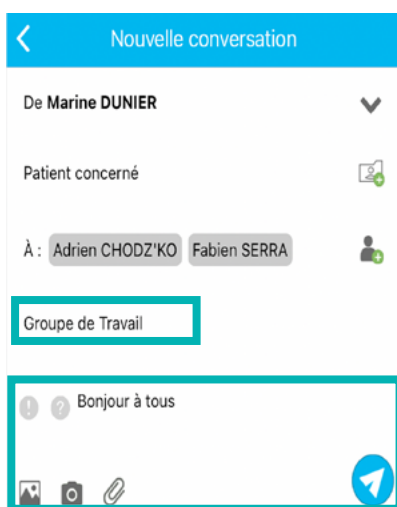 Nouvelle conversation
De Marine DUNIER
Patient concerné
À : Adrien CHODZ'KO Fabien SERRA
Groupe de Travail
! ? Bonjour à tous